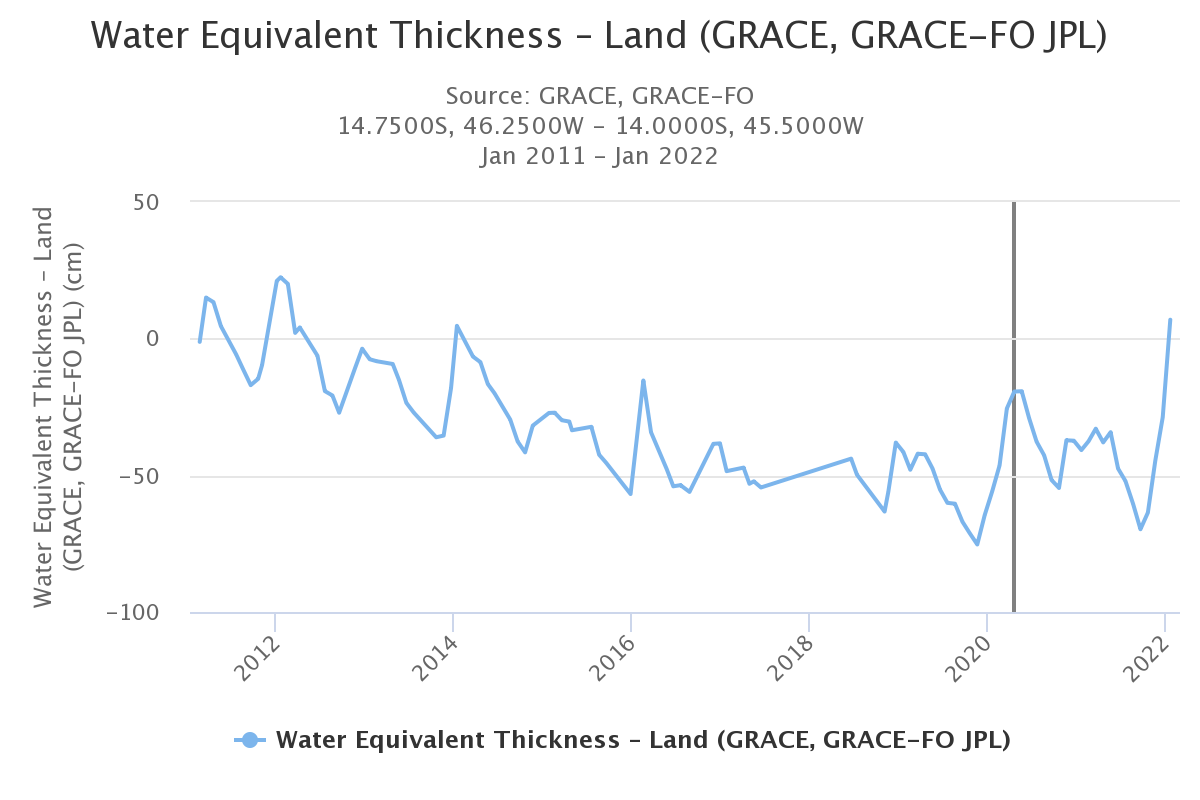 Water Equivalent Thickness – Land (GRACE, GRACE–FO JPL)
Source: GRACE, GRACE–FO
14.7500S, 46.2500W – 14.0000S, 45.5000W
Jan 2011 – Jan 2022
Water Equivalent Thickness – Land
(GRACE, GRACE–FO JPL) (cm)
50
0
–50
–100
2012
2014
2016
2018
2020
2022
Water Equivalent Thickness – Land (GRACE, GRACE–FO JPL)